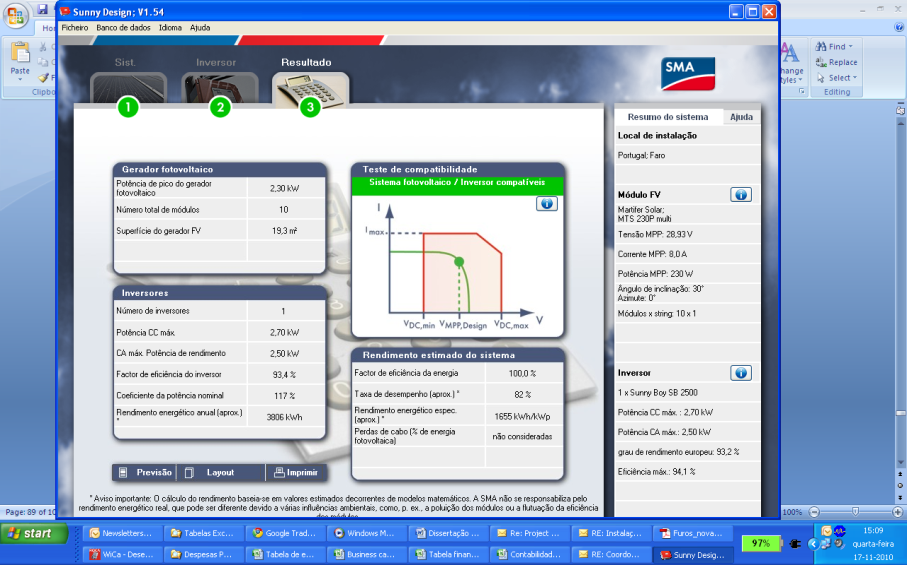 Sunny Design; V1.54
Ficheiro Banco de dados Idioma Ajuda
Sist. Inversor Resultado
1 2 3
SMA
Resumo do sistema Ajuda
Local de instalação
Portugal; Faro
Módulo FV
Martifer Solar;
MTS 230P multi
Tensão MPP: 28,93 V
Corrente MPP: 8,0 A
Potência MPP: 230 W
Ângulo de inclinação: 30°
Azimute: 0°
Módulos x string: 10 x 1
Inversor
1 x Sunny Boy SB 2500
Potência CC máx. : 2,70 kW
Potência CA máx.: 2,50 kW
grau de rendimento europeu: 93,2 %
Eficiência máx.: 94,1 %
Gerador fotovoltaico
Potência de pico do gerador
fotovoltaico 2,30 kW
Número total de módulos 10
Superfície do gerador FV 19,3 m²
Inversores
Número de inversores 1
Potência CC máx. 2,70 kW
CA máx. Potência de rendimento 2,50 kW
Factor de eficiência do inversor 93,4 %
Coeficiente da potência nominal 117 %
Rendimento energético anual (aprox.)
* 3806 kWh
Teste de compatibilidade
Sistema fotovoltaico / Inversor compatíveis
I
I max.
V DC,min V MPP,Design V DC,max V
Rendimento estimado do sistema
Factor de eficiência da energia 100,0 %
Taxa de desempenho (aprox.) * 82 %
Rendimento energético espec.
(aprox.) * 1655 kWh/kWp
Perdas de cabo (% de energia
fotovoltaica) não consideradas
Previsão Layout Imprimir
* Aviso importante: O cálculo do rendimento baseia-se em valores estimados decorrentes de modelos matemáticos. A SMA não se responsabiliza pelo
rendimento energético real, que pode ser diferente devido a várias influências ambientais, como, p. ex., a poluição dos módulos ou a flutuação da eficiência
dos módulos
Paste
Find
Replace
Select
Editing
100%
start
Newsletters... Tabelas Exc... Google Trad... Windows M... Dissertação ... RE: Project ... RE: Instalaç... Furos_nova...
WiCa - Dese... Despesas P... Tabela de e... Business ca... Tabela finan... Contabilidad... RE: Coordo... Sunny Desig...
97%
15:09
quarta-feira
17-11-2010